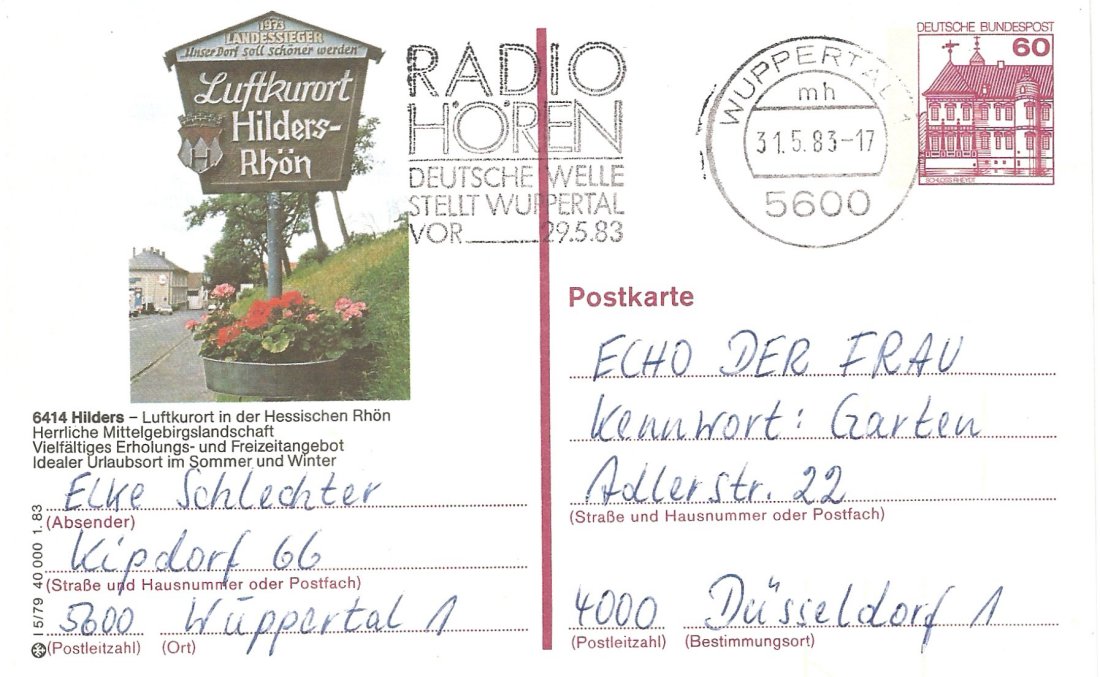 1973
LANDESSIEGER
„Unser Dorf soll schöner werden“
Luftkurort
Hilders-
Rhön
H
RADIO
HÖREN
DEUTSCHE WELLE
STELLT WUPPERTAL
VOR 29.5.83
WUPPERTAL 1
mh
31.5.83-17
5600
DEUTSCHE BUNDESPOST
60
SCHLOSS RHEYDT
6414 Hilders – Luftkurort in der Hessischen Rhön
Herrliche Mittelgebirgslandschaft
Vielfältiges Erholungs- und Freizeitangebot
Idealer Urlaubsort im Sommer und Winter
Elke Schlechter
(Absender)
Kipdorf 66
(Straße und Hausnummer oder Postfach)
5600 Wuppertal 1
(Postleitzahl) (Ort)
I 5/79 40 000 1.83
Postkarte
ECHO DER FRAU
Kennwort: Garten
Adlerstr. 22
(Straße und Hausnummer oder Postfach)
4000 Düsseldorf 1
(Postleitzahl) (Bestimmungsort)